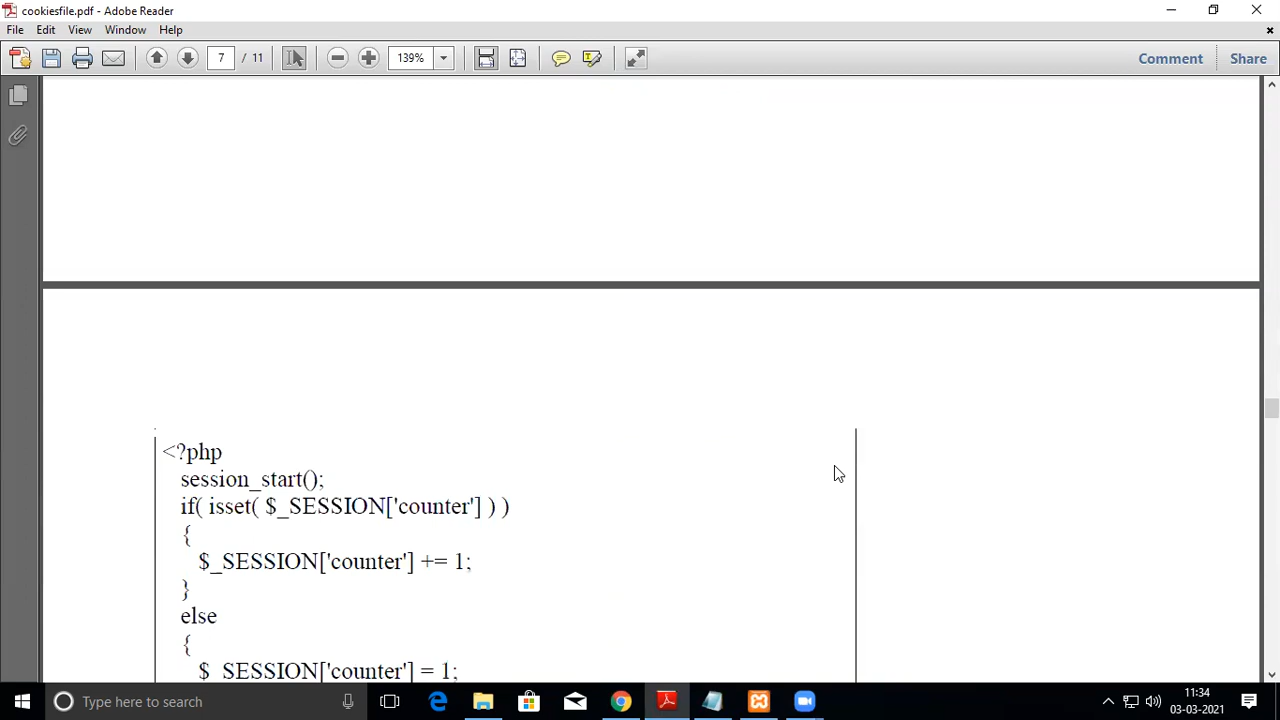 cookiesfile.pdf - Adobe Reader
File Edit View Window Help
7 / 11 139% Comment Share
<?php
session_start();
if( isset( $_SESSION['counter'] ) )
{
$_SESSION['counter'] += 1;
}
else
{
$_SESSION['counter'] = 1;
Type here to search
11:34
03-03-2021